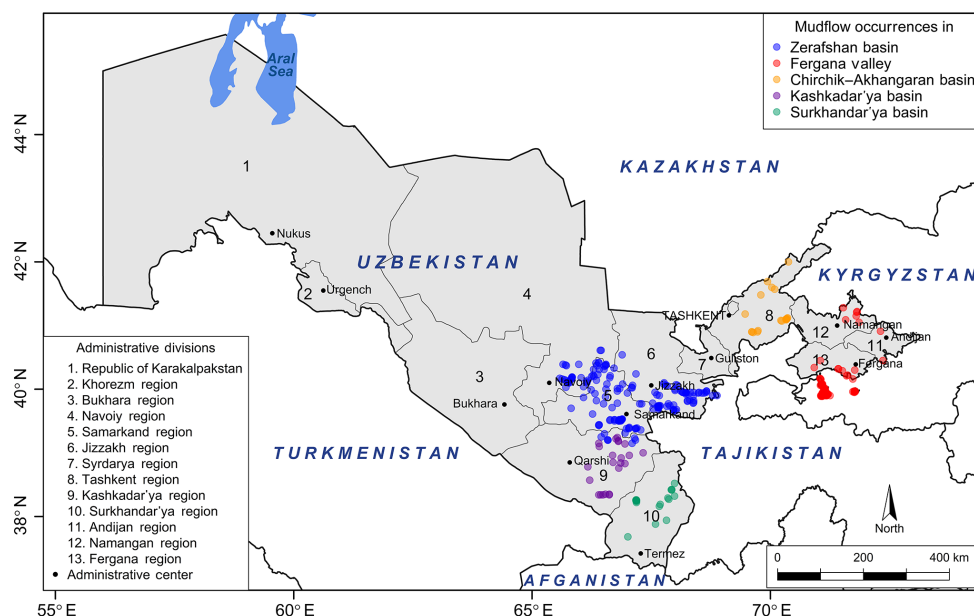 Mudflow occurrences in
Zerafshan basin
Fergana valley
Chirchik–Akhangaran basin
Kashkadar'ya basin
Surkhandar'ya basin
Aral
Sea
44°N
42°N
40°N
38°N
KAZAKHSTAN
1
Nukus
UZBEKISTAN
KYRGYZSTAN
2
Urgench
4
TASHKENT
8
Namangan
12
Andijan
11
13
Fergana
6
7
Guliston
3
Navoiy
5
Jizzakh
Bukhara
Samarkand
TURKMENISTAN
TAJIKISTAN
Qarshi
9
10
Termez
AFGANISTAN
Administrative divisions
1. Republic of Karakalpakstan
2. Khorezm region
3. Bukhara region
4. Navoiy region
5. Samarkand region
6. Jizzakh region
7. Syrdarya region
8. Tashkent region
9. Kashkadar'ya region
10. Surkhandar'ya region
11. Andijan region
12. Namangan region
13. Fergana region
Administrative center
North
0 200 400 km
55°E 60°E 65°E 70°E